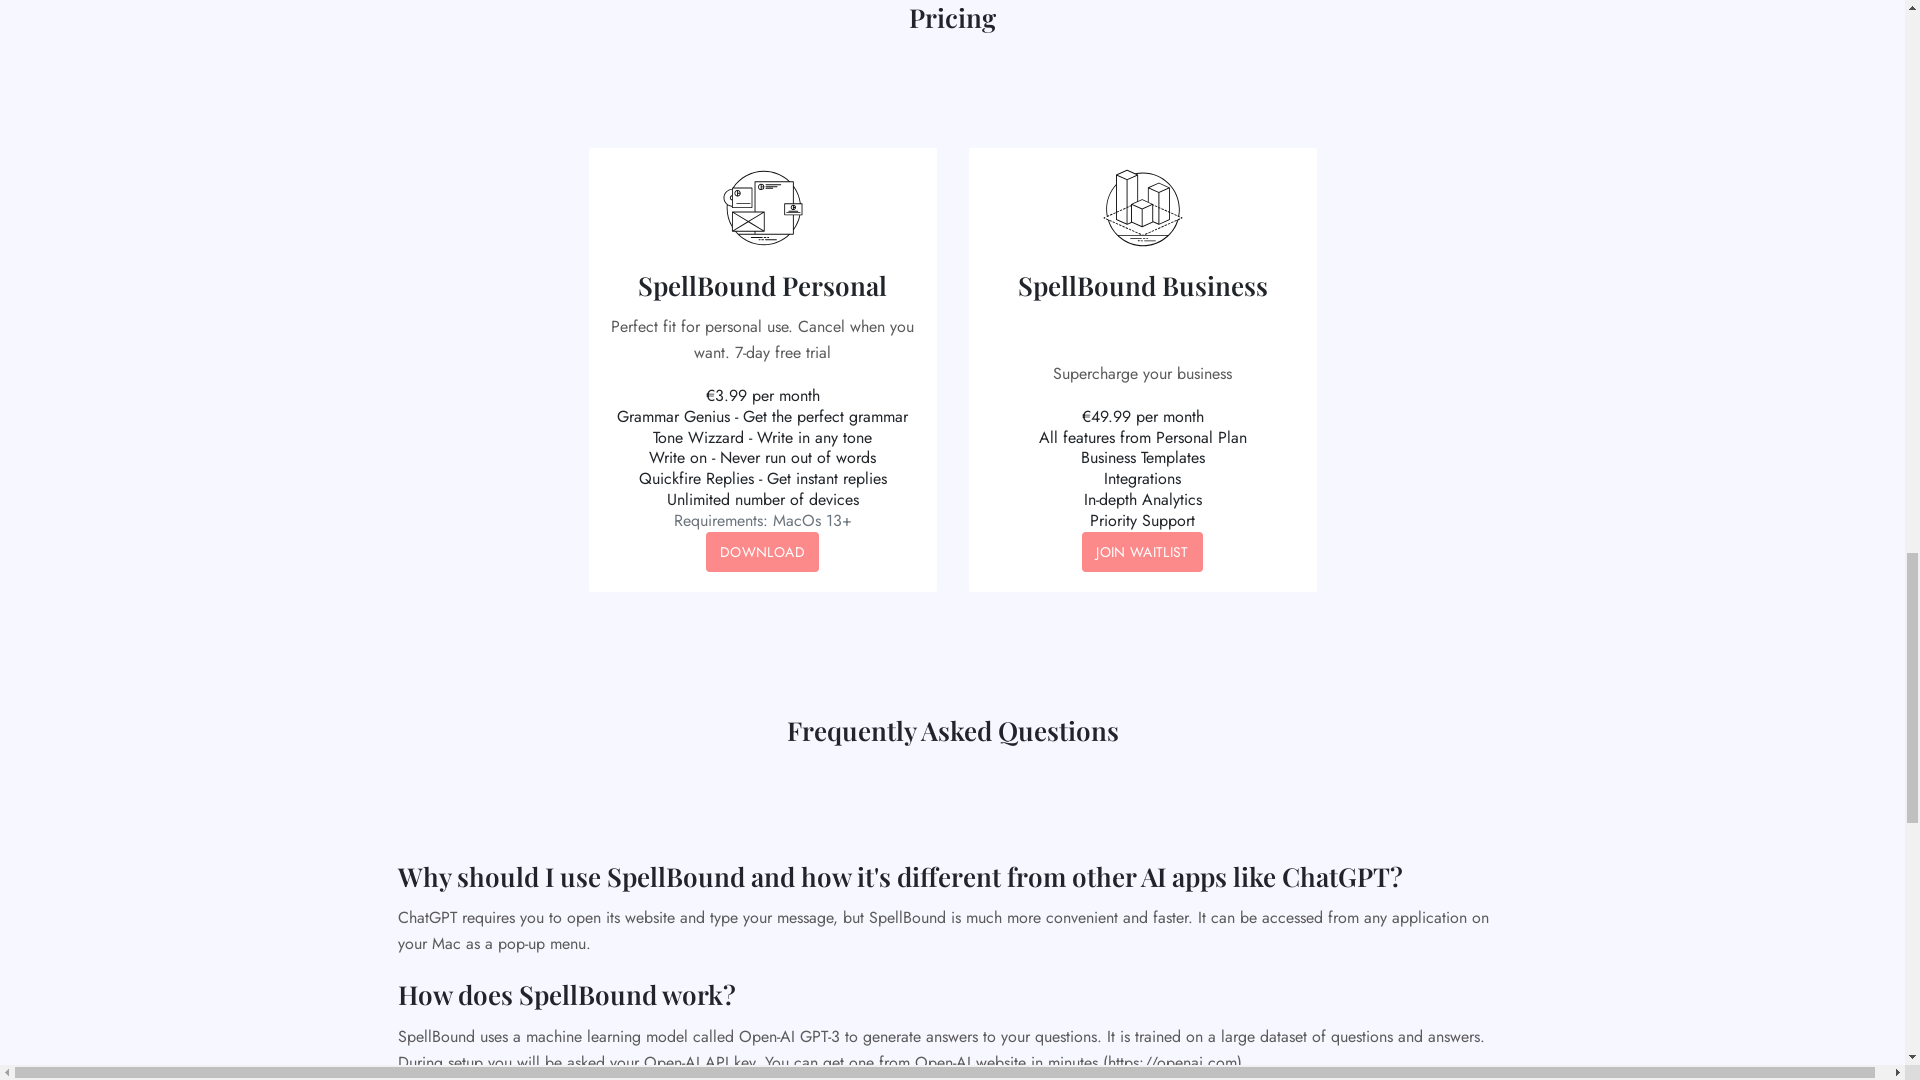 Pricing
SpellBound Personal
Perfect fit for personal use. Cancel when you
want. 7-day free trial
€3.99 per month
Grammar Genius - Get the perfect grammar
Tone Wizzard - Write in any tone
Write on - Never run out of words
Quickfire Replies - Get instant replies
Unlimited number of devices
Requirements: MacOs 13+
DOWNLOAD
SpellBound Business
Supercharge your business
€49.99 per month
All features from Personal Plan
Business Templates
Integrations
In-depth Analytics
Priority Support
JOIN WAITLIST
Frequently Asked Questions
Why should I use SpellBound and how it's different from other AI apps like ChatGPT?
ChatGPT requires you to open its website and type your message, but SpellBound is much more convenient and faster. It can be accessed from any application on
your Mac as a pop-up menu.
How does SpellBound work?
SpellBound uses a machine learning model called Open-AI GPT-3 to generate answers to your questions. It is trained on a large dataset of questions and answers.
During setup you will be asked your Open-AI API key. You can get one from Open-AI website in minutes (https://openai.com)